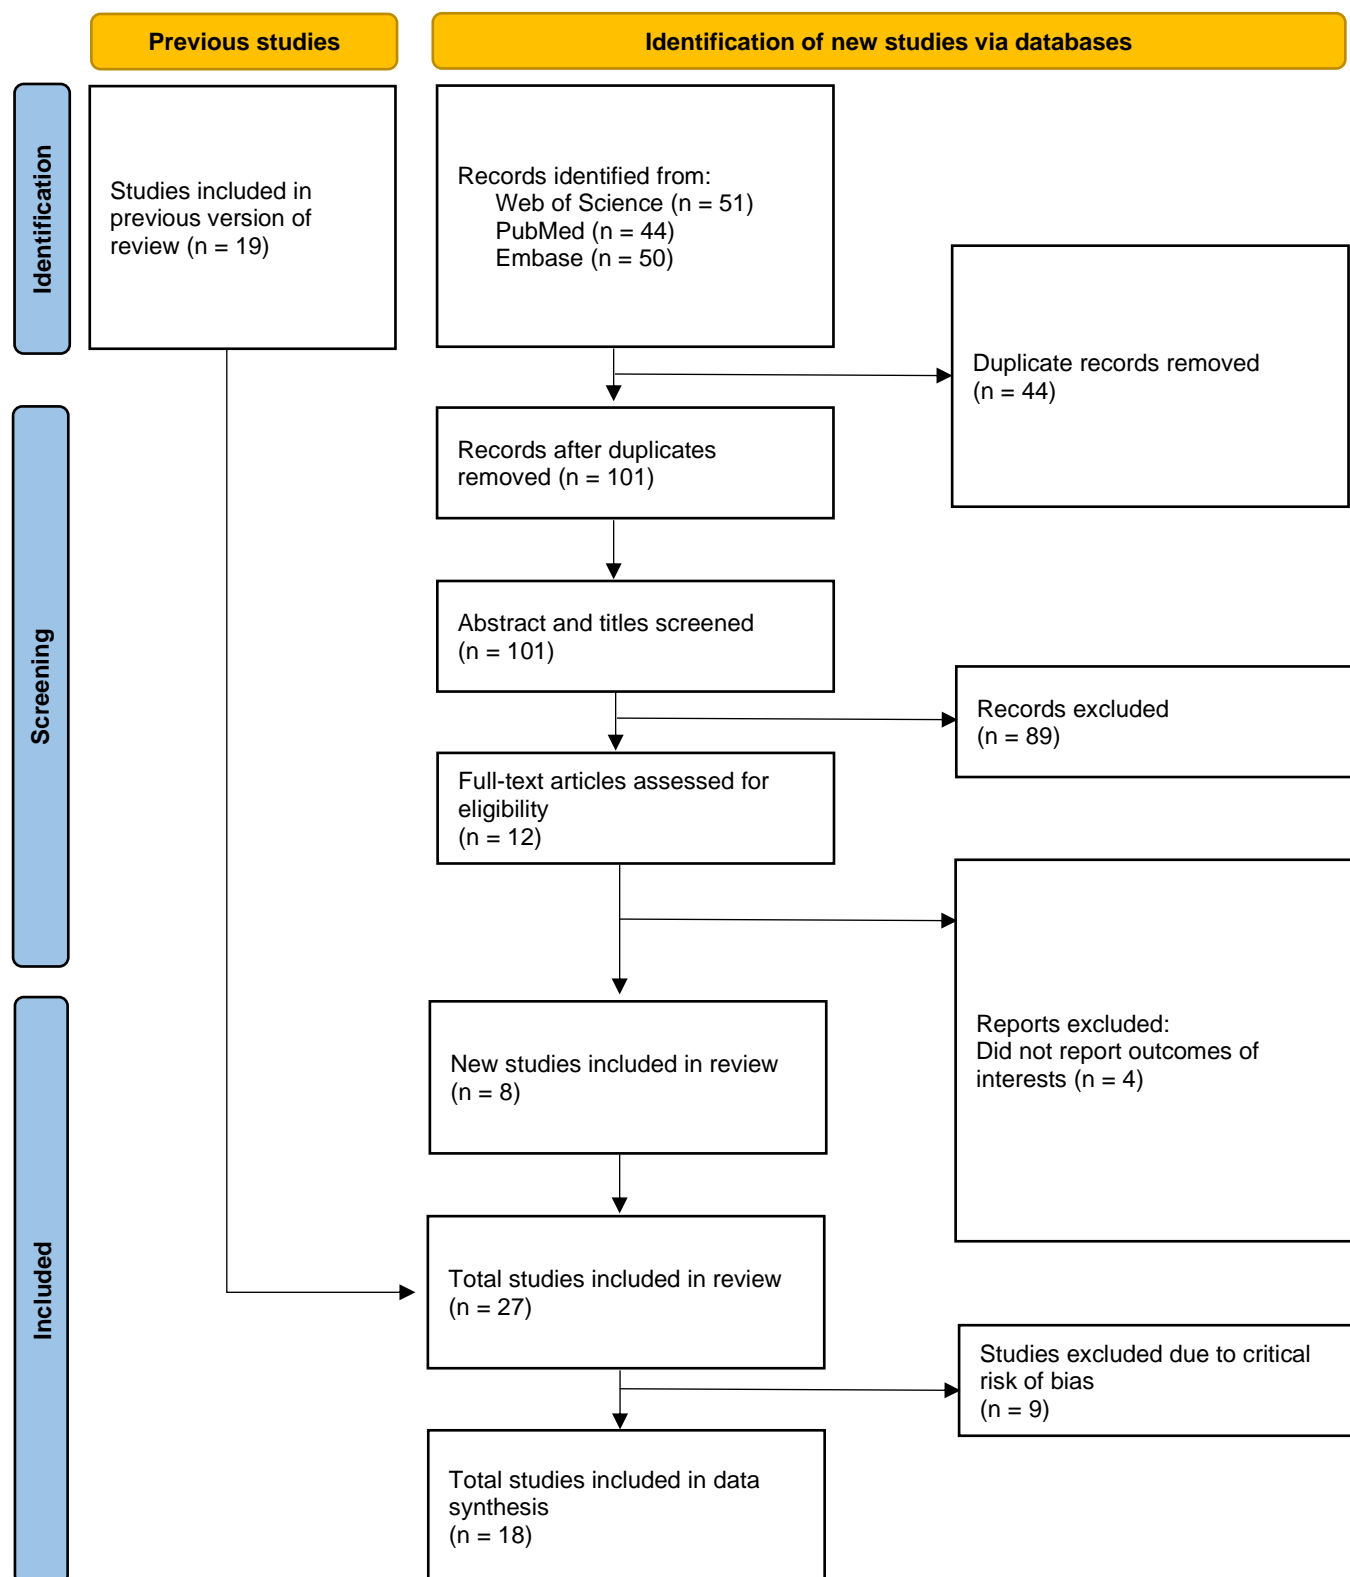 Previous studies
Identification of new studies via databases
Identification
Studies included in
previous version of
review (n = 19)
Records identified from:
Web of Science (n = 51)
PubMed (n = 44)
Embase (n = 50)
Duplicate records removed
(n = 44)
Screening
Records after duplicates
removed (n = 101)
Abstract and titles screened
(n = 101)
Records excluded
(n = 89)
Full-text articles assessed for
eligibility
(n = 12)
Reports excluded:
Did not report outcomes of
interests (n = 4)
Included
New studies included in review
(n = 8)
Total studies included in review
(n = 27)
Studies excluded due to critical
risk of bias
(n = 9)
Total studies included in data
synthesis
(n = 18)